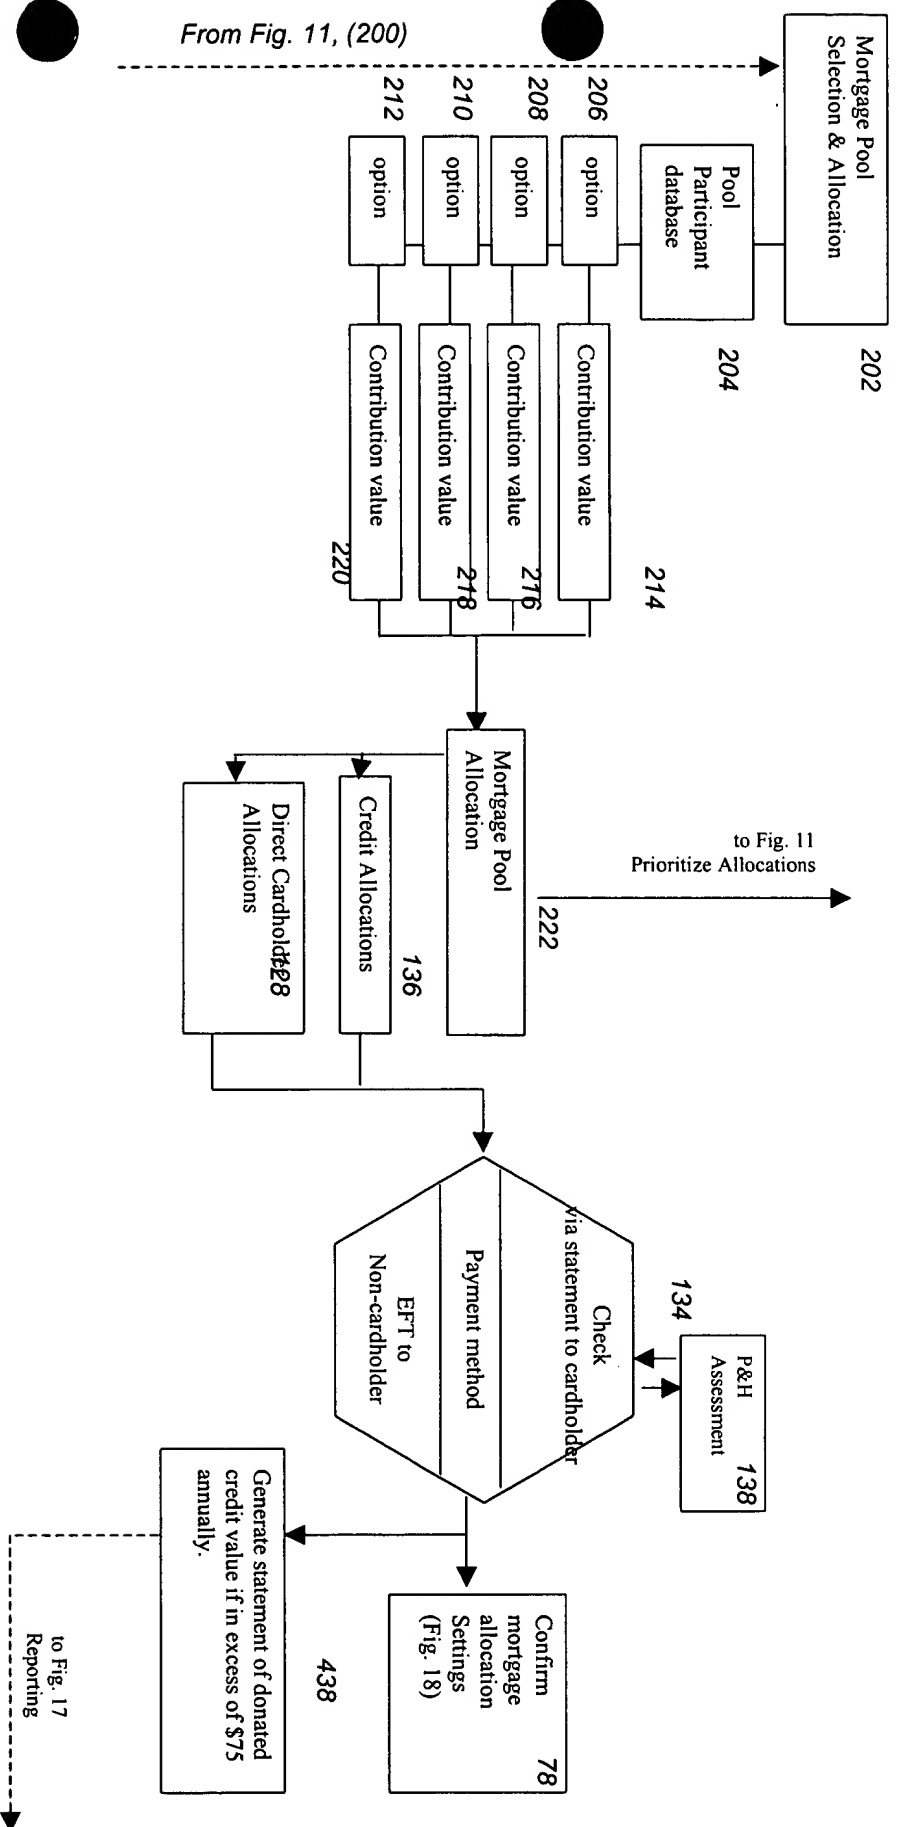 From Fig. 11, (200)
Mortgage Pool
Selection & Allocation
202
Pool
Participant
database
204
206
option
Contribution value
214
208
option
Contribution value
216
210
option
Contribution value
218
212
option
Contribution value
220
to Fig. 11
Prioritize Allocations
Mortgage Pool
Allocation
222
Credit Allocations
136
Direct Cardholder
Allocations
128
Check
via statement to cardholder
Payment method
EFT to
Non-cardholder
134
P&H
Assessment
138
Confirm
mortgage
allocation
Settings
(Fig. 18)
78
Generate statement of donated
credit value if in excess of $75
annually.
438
to Fig. 17
Reporting